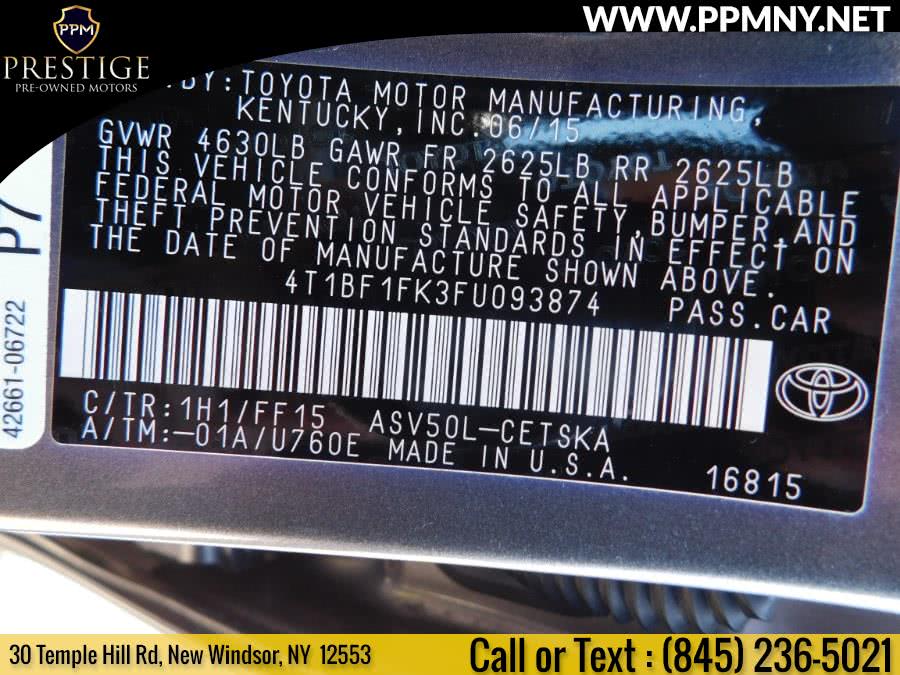 PPM
PRESTIGE
PRE-OWNED MOTORS
WWW.PPMNY.NET
BY:TOYOTA MOTOR MANUFACTURING,
KENTUCKY,INC.06/15
GVWR 4630LB GAWR FR 2625LB RR 2625LB
THIS VEHICLE CONFORMS TO ALL APPLICABLE
FEDERAL MOTOR VEHICLE SAFETY,BUMPER,AND
THEFT PREVENTION STANDARDS IN EFFECT ON
THE DATE OF MANUFACTURE SHOWN ABOVE.
4T1BF1FK3FU093874 PASS.CAR
C/TR:1H1/FF15 ASV50L-CETSKA
A/TM:-01A/U760E MADE IN U.S.A. 16815
P7
42661-06722
30 Temple Hill Rd, New Windsor, NY 12553
Call or Text : (845) 236-5021